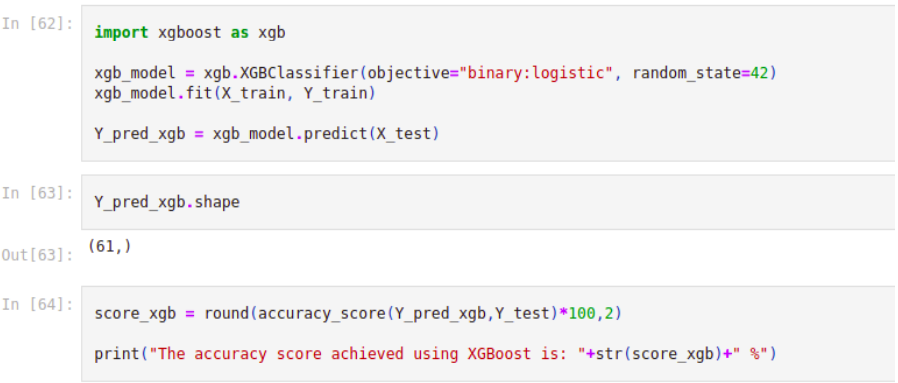 In [62]:
import xgboost as xgb
xgb_model = xgb.XGBClassifier(objective="binary:logistic", random_state=42)
xgb_model.fit(X_train, Y_train)
Y_pred_xgb = xgb_model.predict(X_test)
In [63]:
Y_pred_xgb.shape
Out[63]:
(61,)
In [64]:
score_xgb = round(accuracy_score(Y_pred_xgb,Y_test)*100,2)
print("The accuracy score achieved using XGBoost is: "+str(score_xgb)+" %")